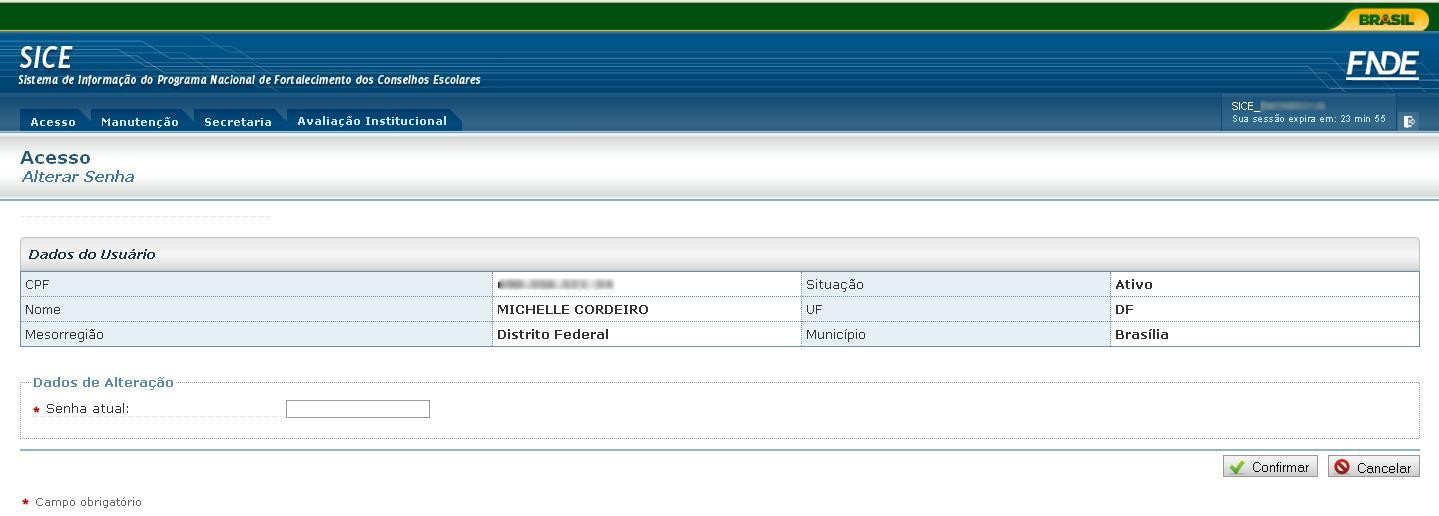 BRASIL
SICE
Sistema de Informação do Programa Nacional de Fortalecimento dos Conselhos Escolares
FNDE
Acesso Manutenção Secretaria Avaliação Institucional
SICE_
Sua sessão expira em: 23 min 55
Acesso
Alterar Senha
Dados do Usuário
CPF Situação Ativo
Nome MICHELLE CORDEIRO UF DF
Mesorregião Distrito Federal Município Brasília
Dados de Alteração
* Senha atual:
Confirmar Cancelar
* Campo obrigatório